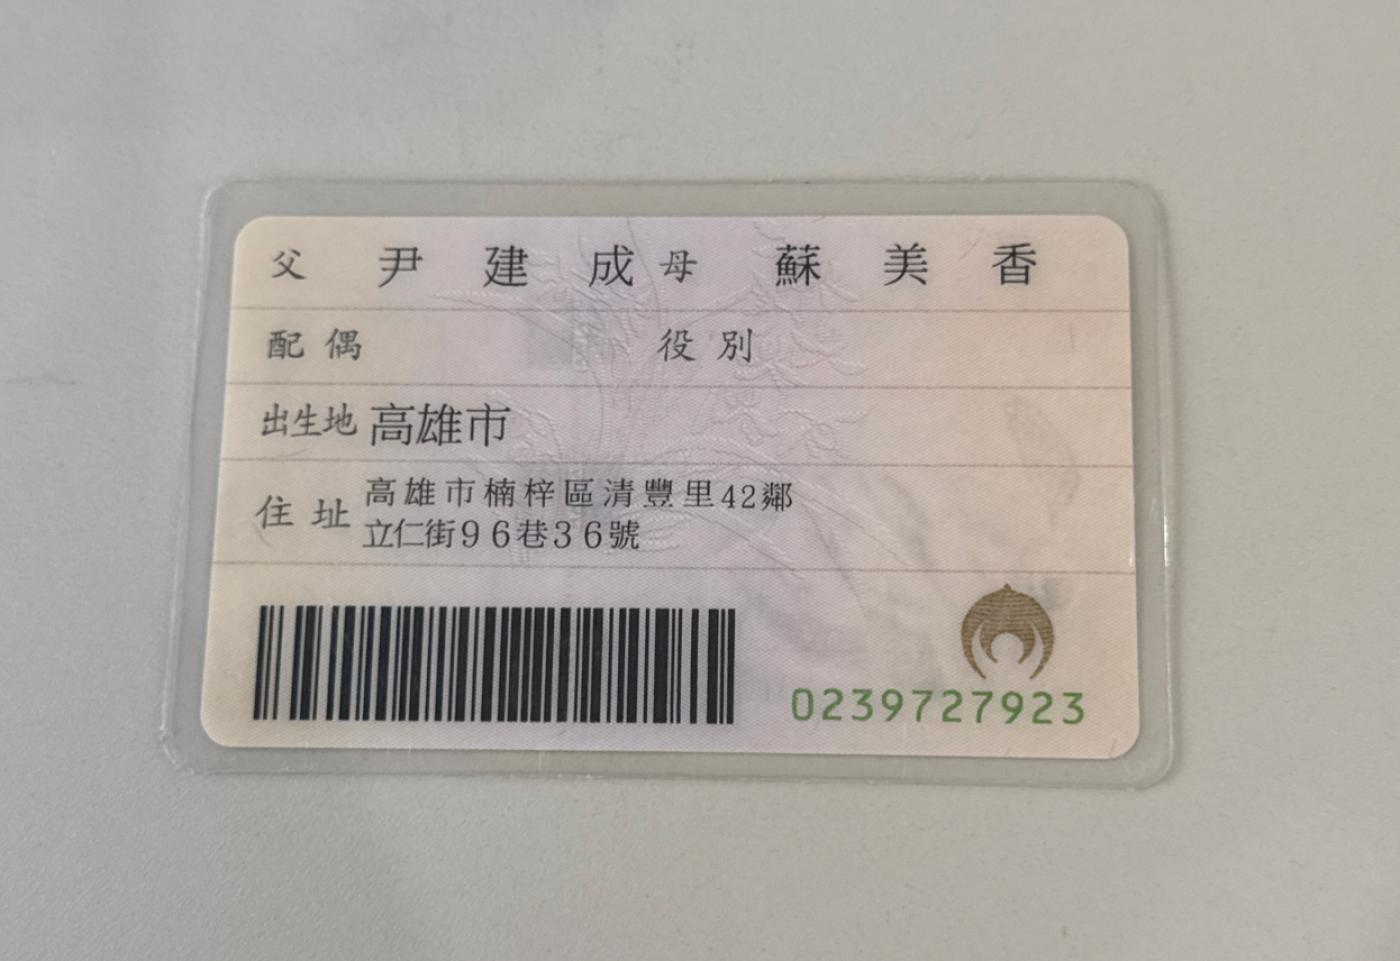 父 尹建成 母 蘇美香
配偶 役別
出生地 高雄市
住址 高雄市楠梓區清豐里42鄰
立仁街96巷36號
0239727923